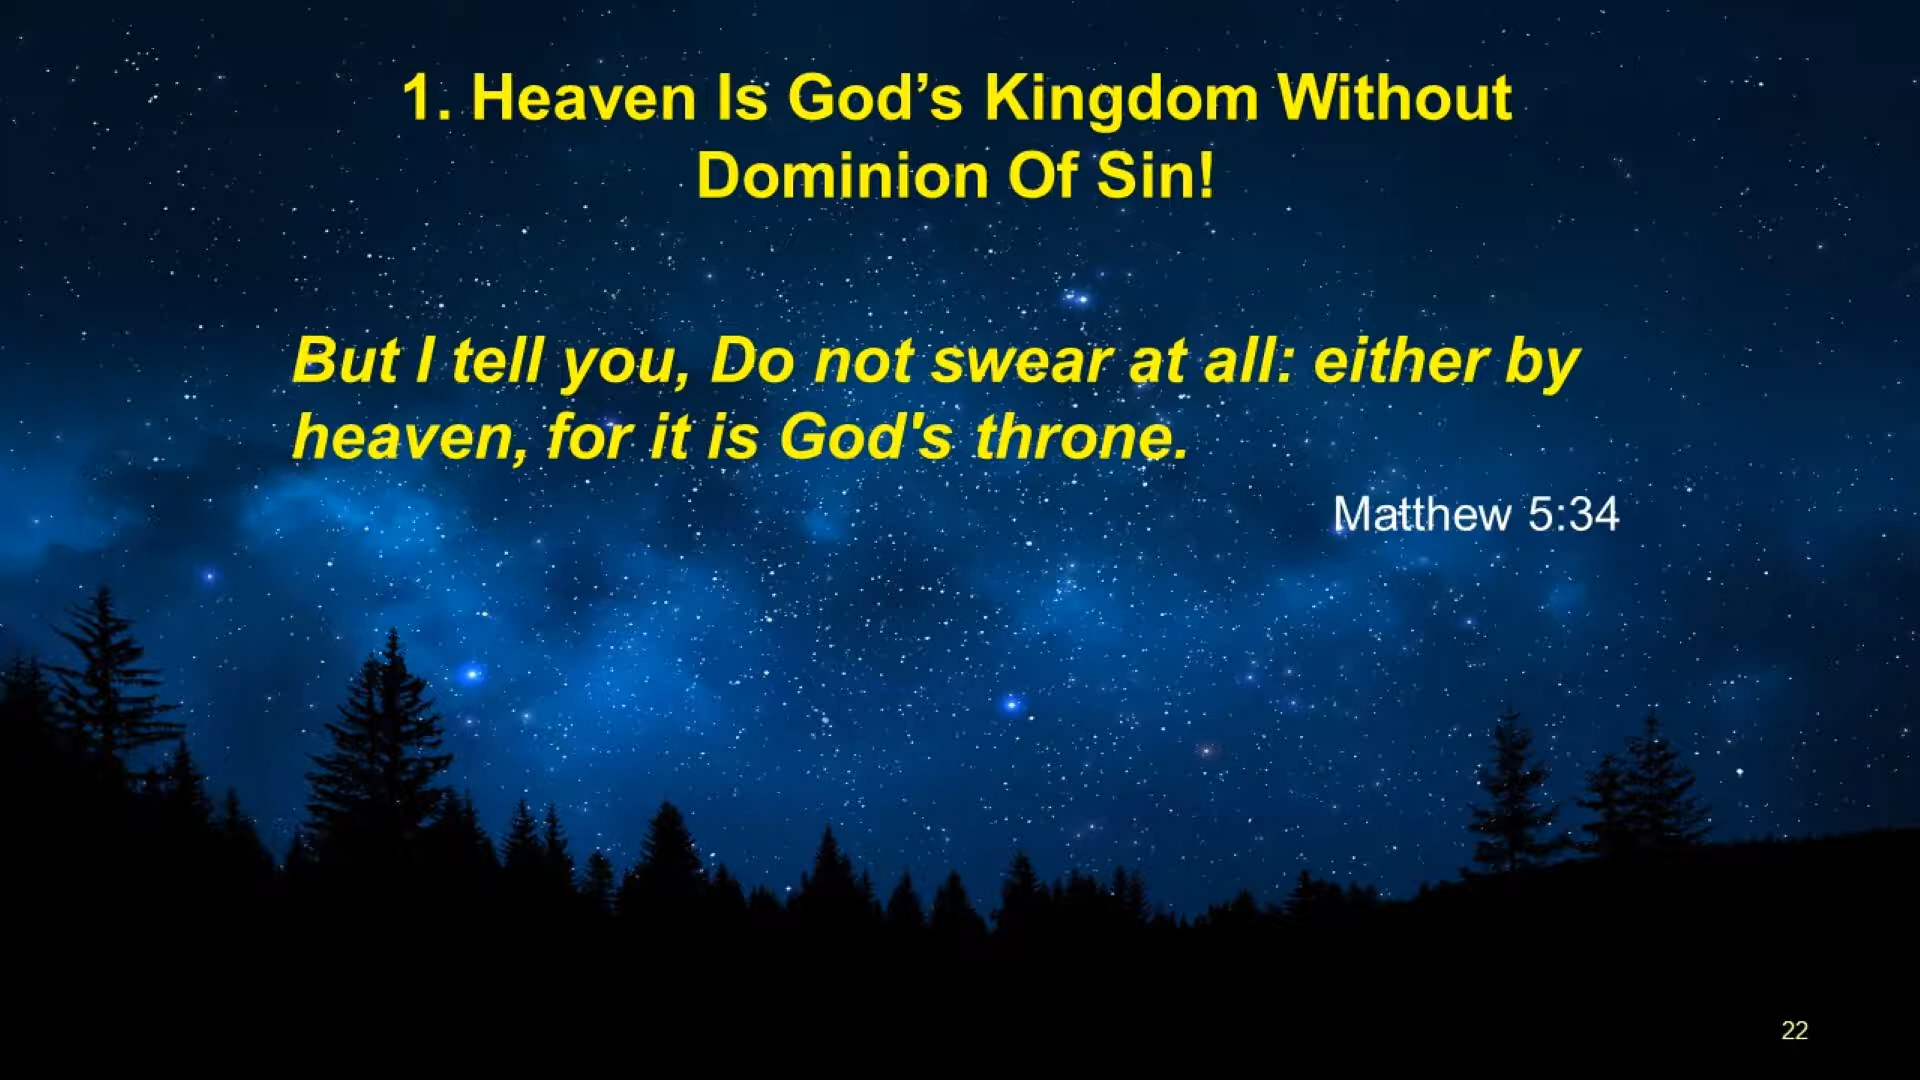 1. Heaven Is God’s Kingdom Without
Dominion Of Sin!
But I tell you, Do not swear at all: either by
heaven, for it is God's throne.
Matthew 5:34
22